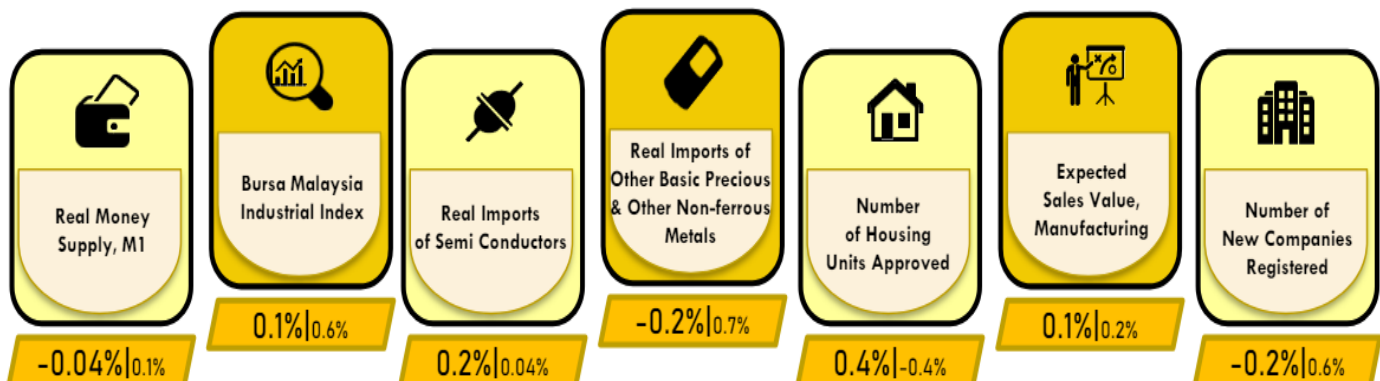 Real Money
Supply, M1
-0.04%|0.1%
Bursa Malaysia
Industrial Index
0.1%|0.6%
Real Imports
of Semi Conductors
0.2%|0.04%
Real Imports of
Other Basic Precious
& Other Non-ferrous
Metals
-0.2%|0.7%
Number
of Housing
Units Approved
0.4%|-0.4%
Expected
Sales Value,
Manufacturing
0.1%|0.2%
Number of
New Companies
Registered
-0.2%|0.6%